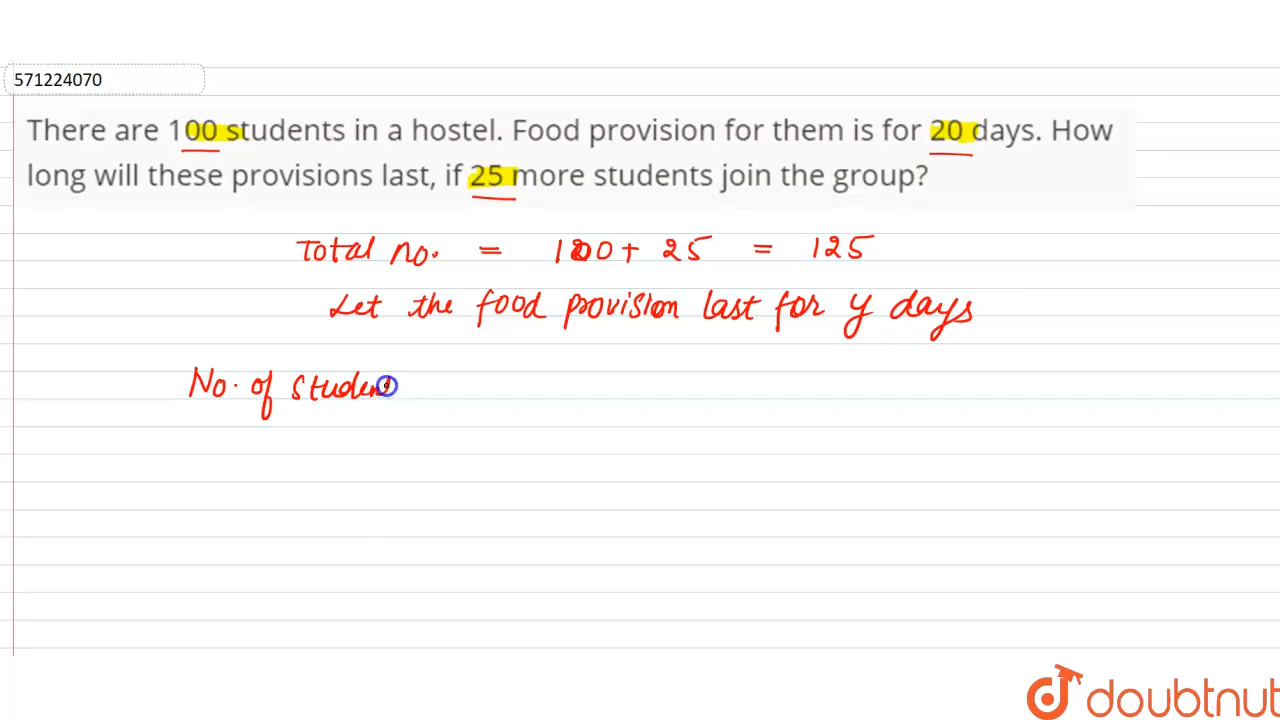 571224070
There are 100 students in a hostel. Food provision for them is for 20 days. How
long will these provisions last, if 25 more students join the group?
Total no. = 100 + 25 = 125
Let the food provision last for y days
No. of Student
doubtnut